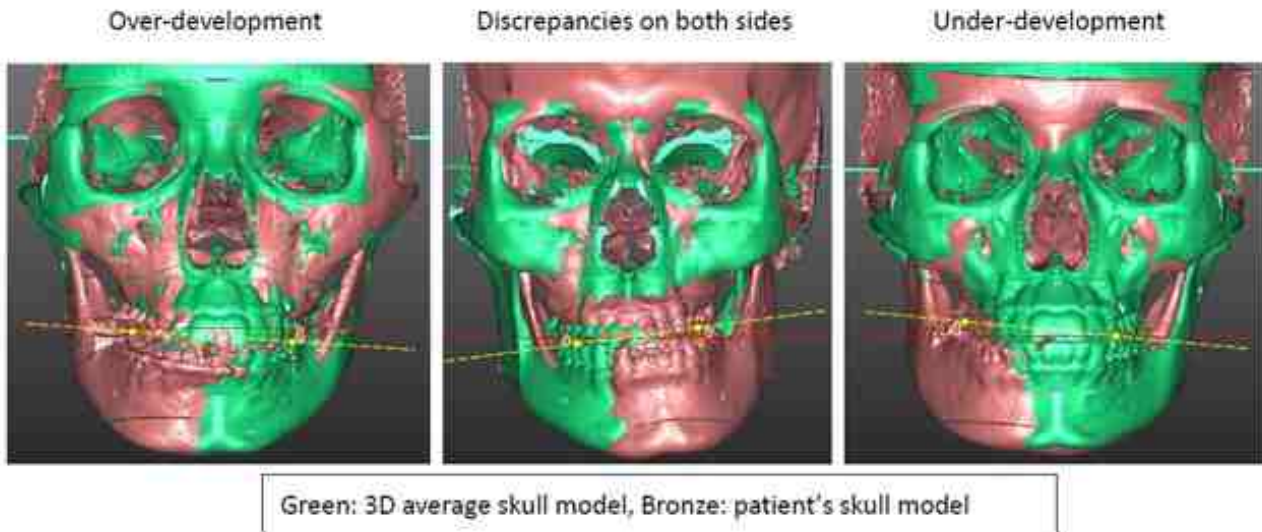 Over-development
Discrepancies on both sides
Under-development
Green: 3D average skull model, Bronze: patient's skull model